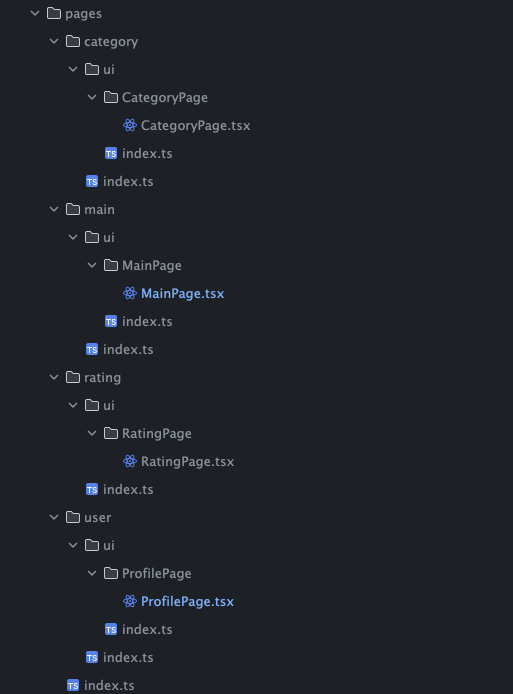 pages
category
ui
CategoryPage
CategoryPage.tsx
TS index.ts
TS index.ts
main
ui
MainPage
MainPage.tsx
TS index.ts
TS index.ts
rating
ui
RatingPage
RatingPage.tsx
TS index.ts
user
ui
ProfilePage
ProfilePage.tsx
TS index.ts
TS index.ts
TS index.ts